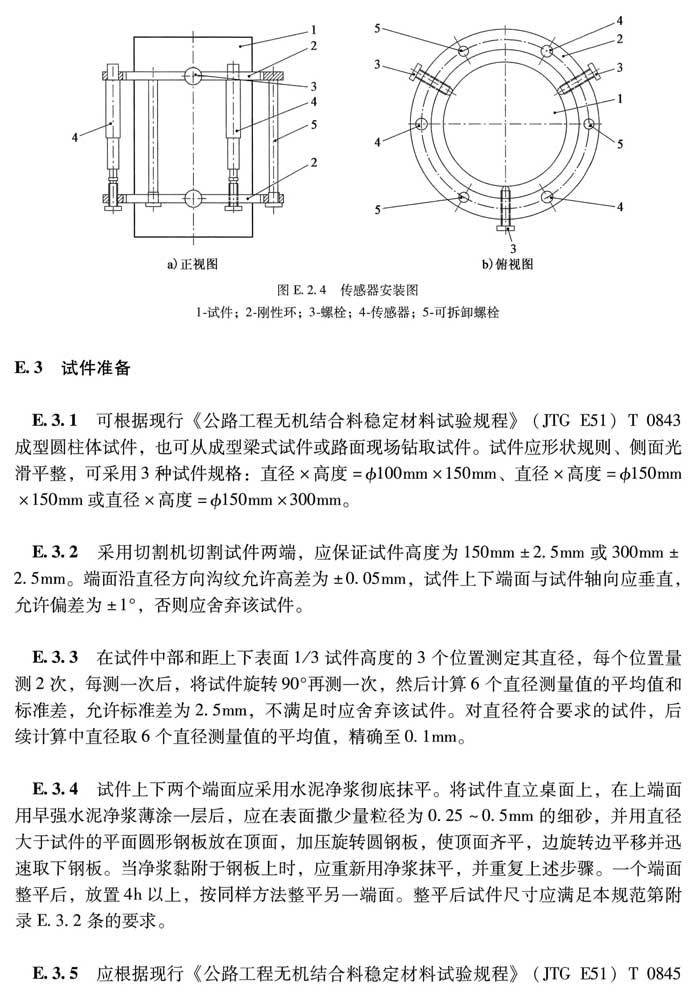 1
2
3
4
5
2
4
a)正视图
5
4
2
3
3
1
4
5
5
4
3
b)俯视图
图 E.2.4 传感器安装图
1-试件；2-刚性环；3-螺栓；4-传感器；5-可拆卸螺栓
E.3 试件准备
E.3.1 可根据现行《公路工程无机结合料稳定材料试验规程》（JTG E51）T 0843
成型圆柱体试件，也可从成型梁式试件或路面现场钻取试件。试件应形状规则、侧面光
滑平整，可采用3种试件规格：直径×高度=ϕ100mm×150mm、直径×高度=ϕ150mm
×150mm 或直径×高度=ϕ150mm×300mm。
E.3.2 采用切割机切割试件两端，应保证试件高度为 150mm±2.5mm 或 300mm±
2.5mm。端面沿直径方向沟纹允许高差为±0.05mm，试件上下端面与试件轴向应垂直，
允许偏差为±1°，否则应舍弃该试件。
E.3.3 在试件中部和距上下表面 1/3 试件高度的 3 个位置测定其直径，每个位置量
测2次，每测一次后，将试件旋转90°再测一次，然后计算6个直径测量值的平均值和
标准差，允许标准差为2.5mm，不满足时应舍弃该试件。对直径符合要求的试件，后
续计算中直径取6个直径测量值的平均值，精确至0.1mm。
E.3.4 试件上下两个端面应采用水泥净浆彻底抹平。将试件直立桌面上，在上端面
用早强水泥净浆薄涂一层后，应在表面撒少量粒径为 0.25~0.5mm 的细砂，并用直径
大于试件的平面圆形钢板放在顶面，加压旋转圆钢板，使顶面齐平，边旋转边平移并迅
速取下钢板。当净浆黏附于钢板上时，应重新用净浆抹平，并重复上述步骤。一个端面
整平后，放置4h以上，按同样方法整平另一端面。整平后试件尺寸应满足本规范第附
录 E.3.2 条的要求。
E.3.5 应根据现行《公路工程无机结合料稳定材料试验规程》（JTG E51）T 0845